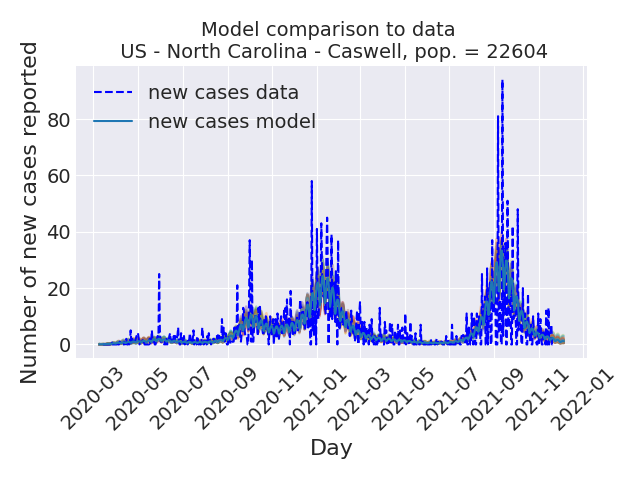 Model comparison to data
US - North Carolina - Caswell, pop. = 22604
Number of new cases reported
new cases data
new cases model
80
60
40
20
0
2020-03
2020-05
2020-07
2020-09
2020-11
2021-01
2021-03
2021-05
2021-07
2021-09
2021-11
2022-01
Day